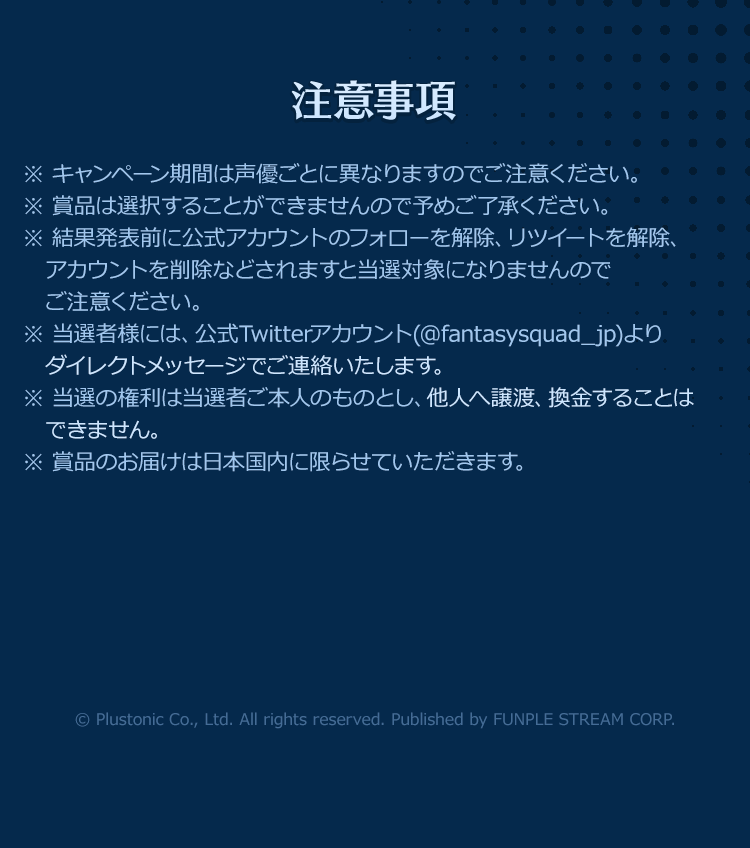 注意事項
※ キャンペーン期間は声優ごとに異なりますのでご注意ください。
※ 賞品は選択することができませんので予めご了承ください。
※ 結果発表前に公式アカウントのフォローを解除、リツイートを解除、
アカウントを削除などされますと当選対象になりませんので
ご注意ください。
※ 当選者様には、公式Twitterアカウント(@fantasysquad_jp)より
ダイレクトメッセージでご連絡いたします。
※ 当選の権利は当選者ご本人のものとし、他人へ譲渡、換金することは
できません。
※ 賞品のお届けは日本国内に限らせていただきます。
© Plustonic Co., Ltd. All rights reserved. Published by FUNPLE STREAM CORP.